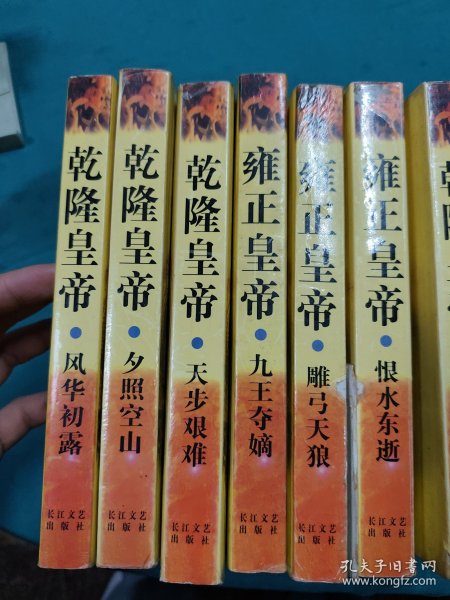 乾隆皇帝·风华初露
长江文艺
出版社
乾隆皇帝·夕照空山
长江文艺
出版社
乾隆皇帝·天步艰难
长江文艺
出版社
雍正皇帝·九王夺嫡
长江文艺
出版社
雍正皇帝·雕弓天狼
长江文艺
出版社
雍正皇帝·恨水东逝
长江文艺
出版社
乾隆
孔夫子旧书网
www.kongfz.com